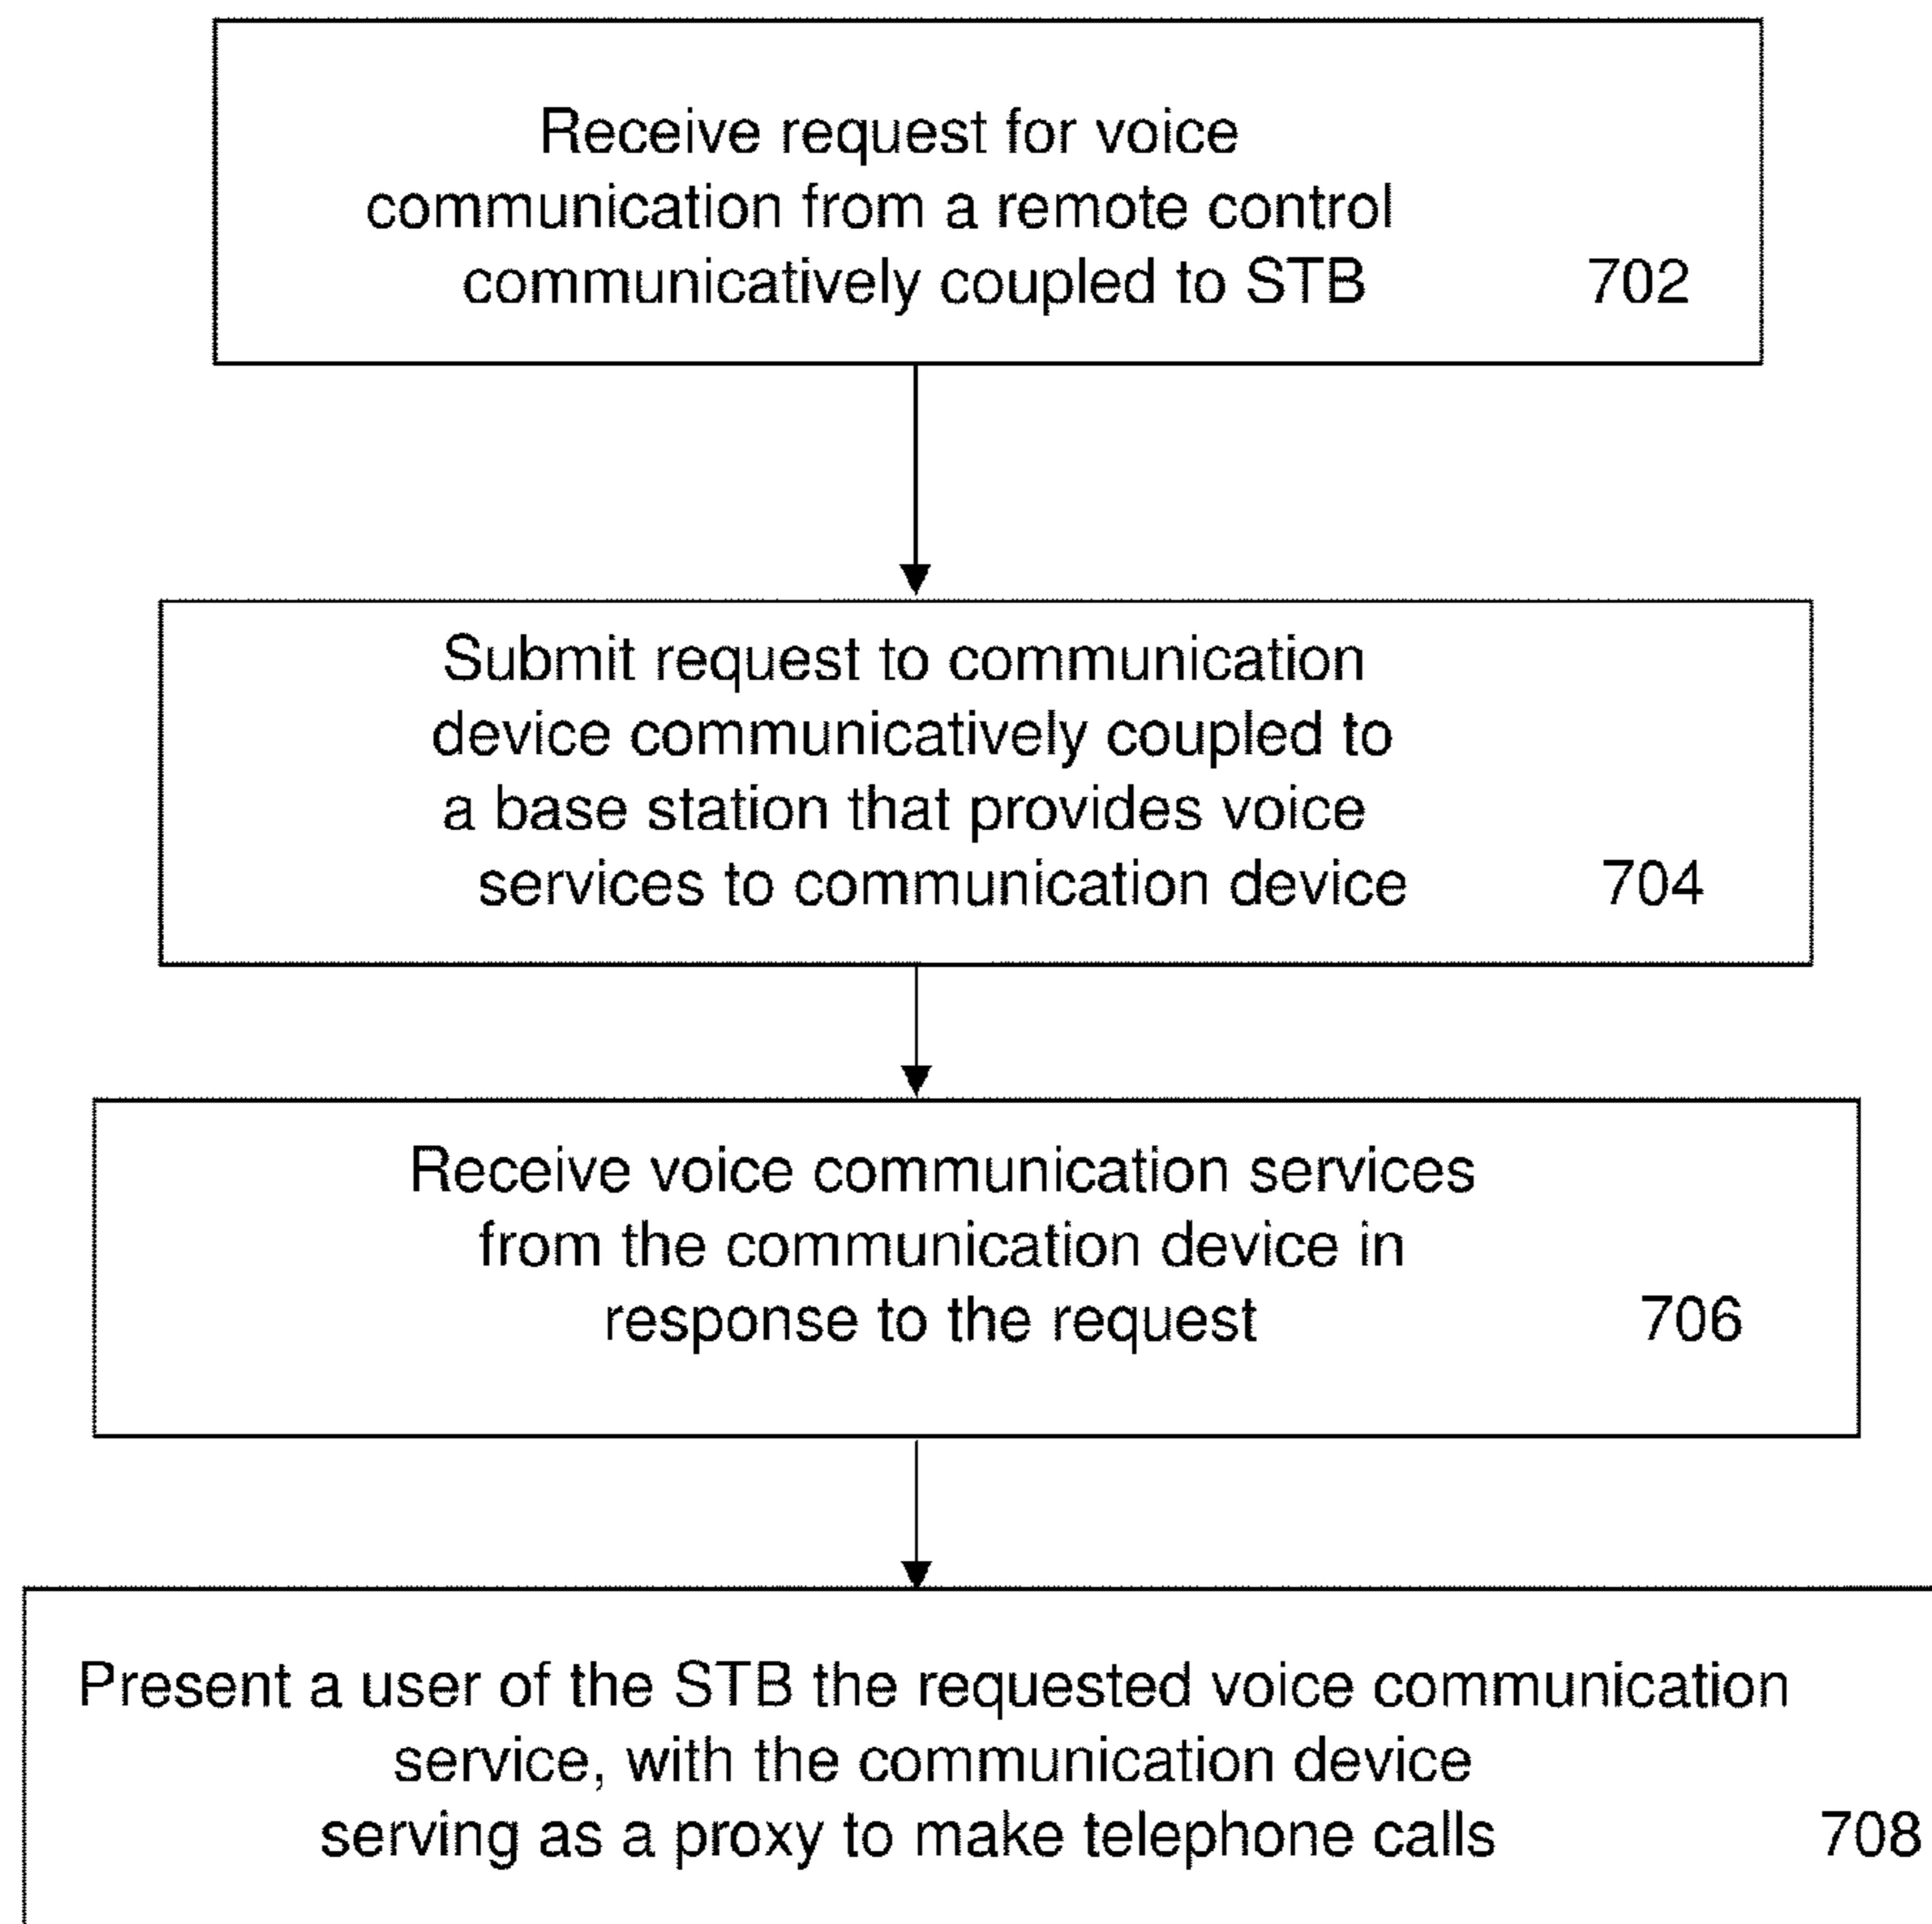 Receive request for voice
communication from a remote control
communicatively coupled to STB 702
Submit request to communication
device communicatively coupled to
a base station that provides voice
services to communication device 704
Receive voice communication services
from the communication device in
response to the request 706
Present a user of the STB the requested voice communication
service, with the communication device
serving as a proxy to make telephone calls 708